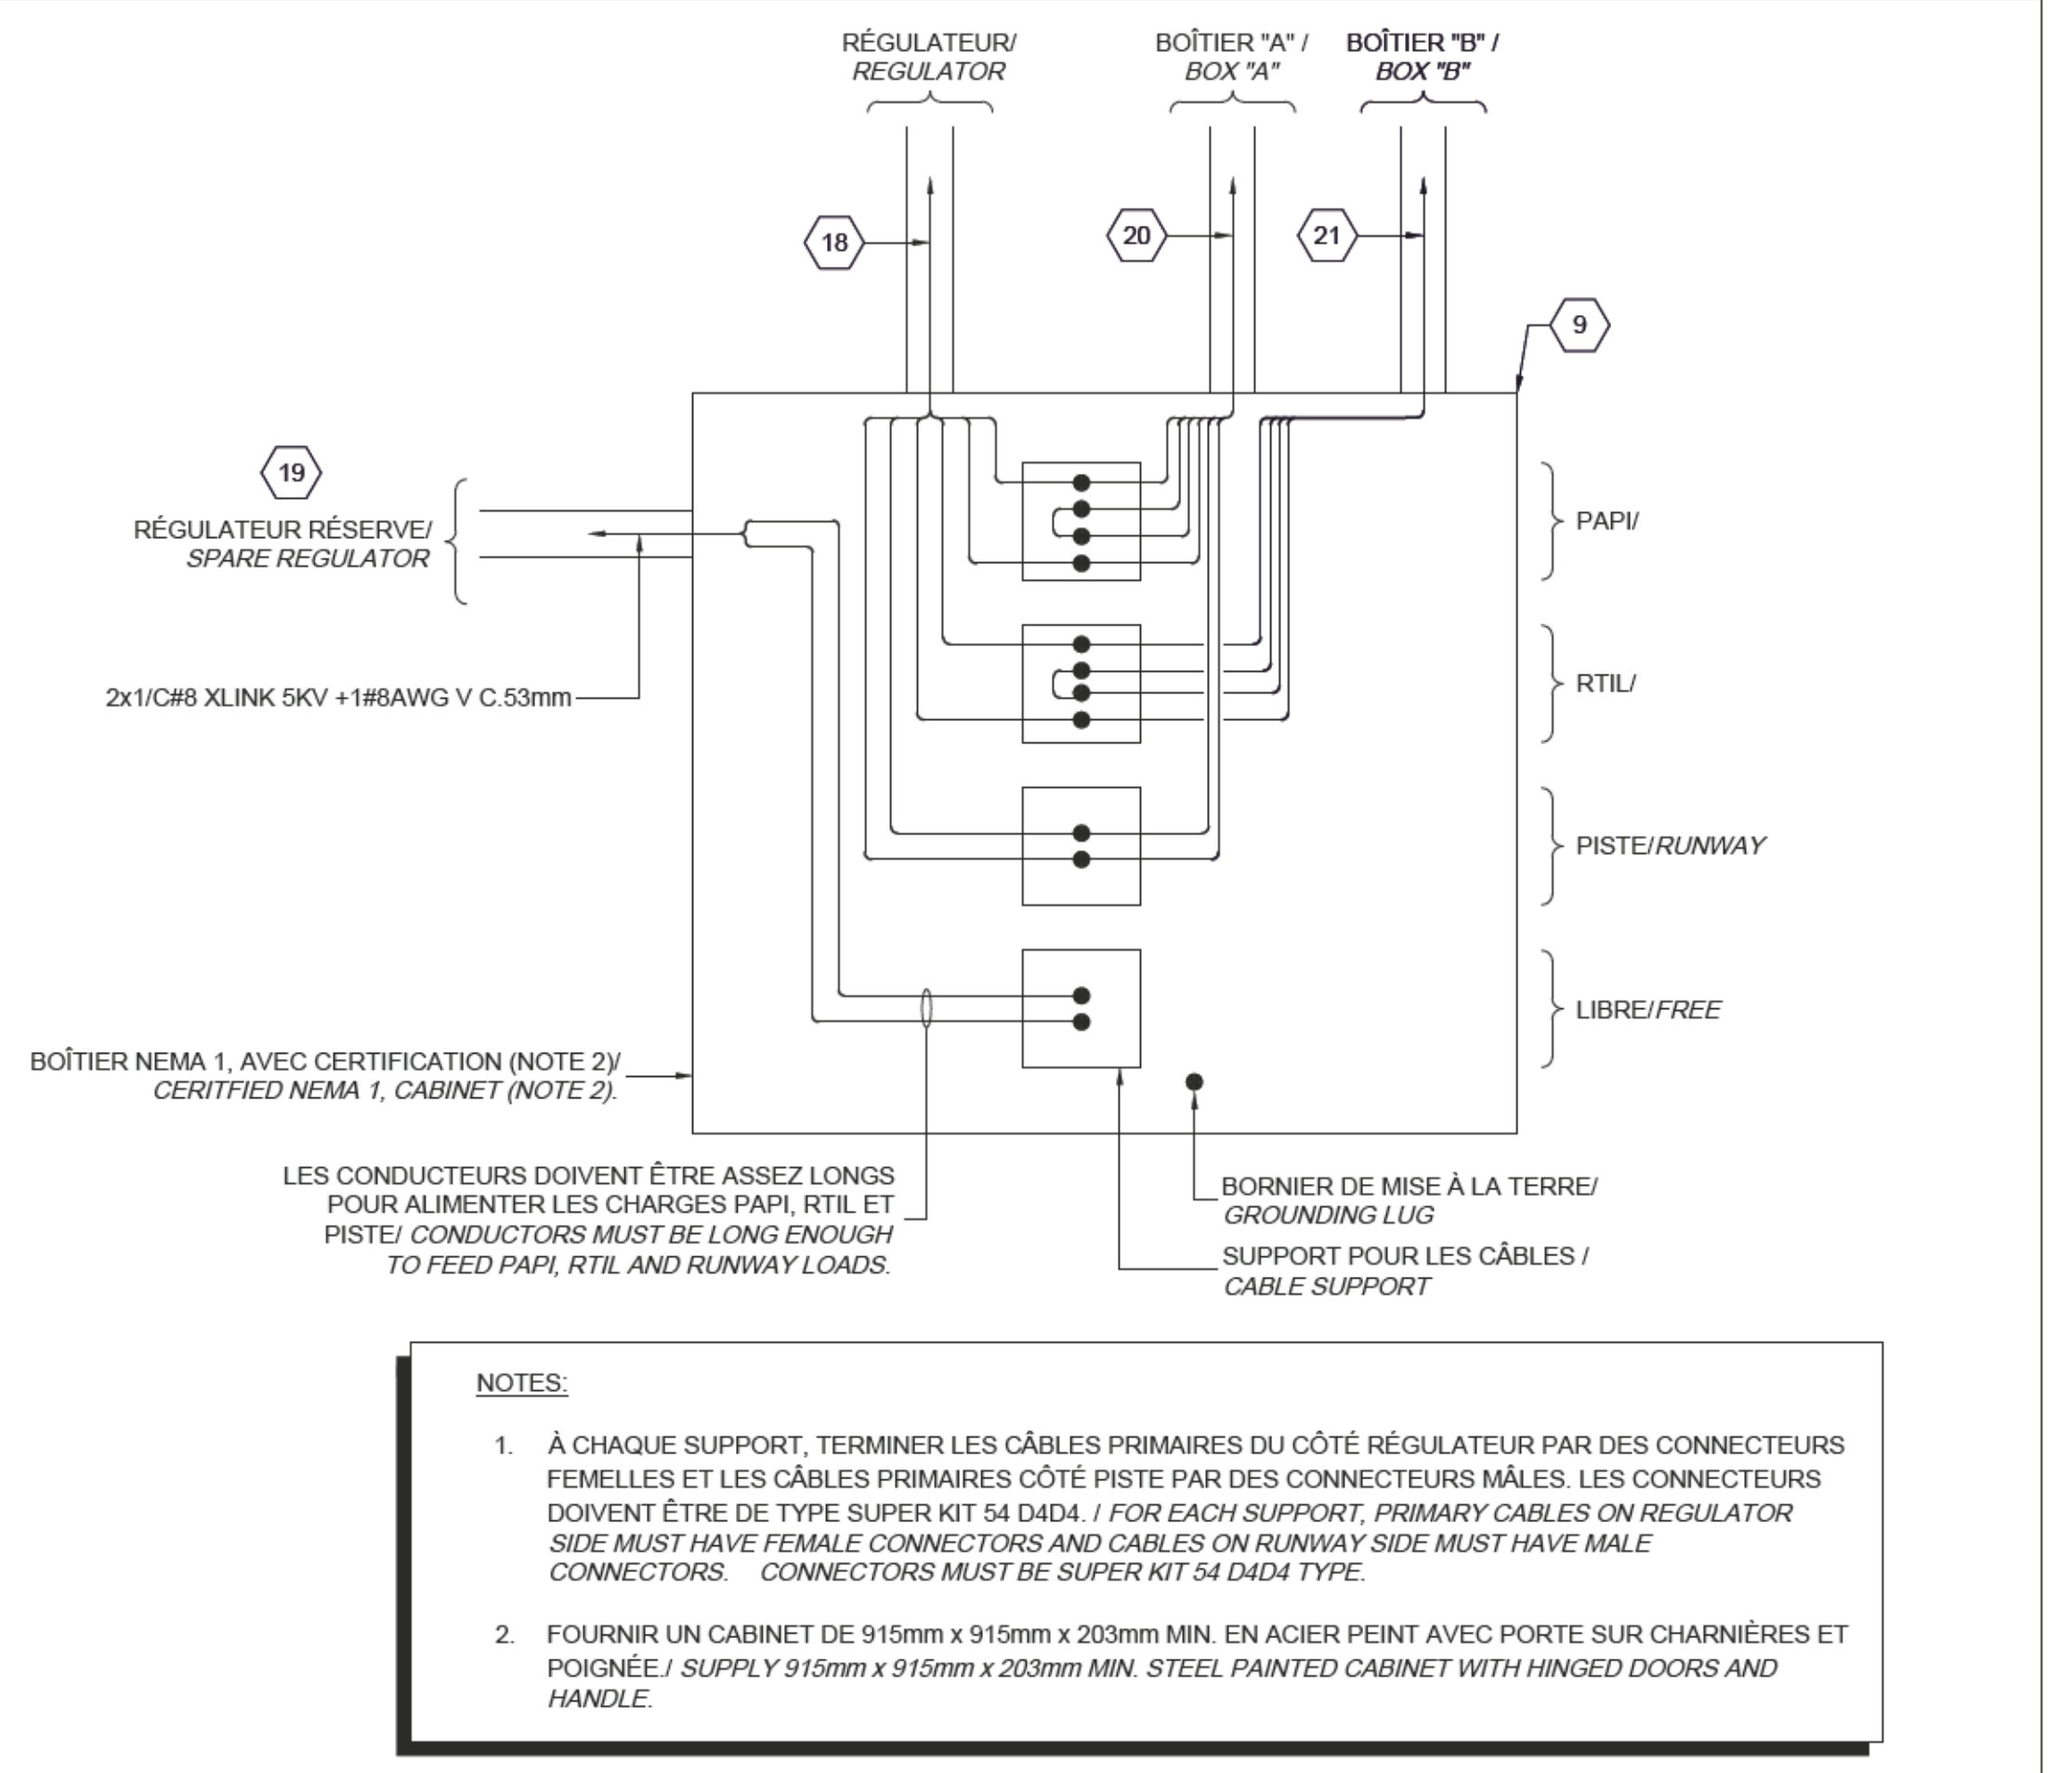 RÉGULATEUR/
REGULATOR
BOÎTIER "A" /
BOX "A"
BOÎTIER "B" /
BOX "B"
18
20
21
9
19
RÉGULATEUR RÉSERVE/
SPARE REGULATOR
PAPI/
RTIL/
2x1/C#8 XLINK 5KV +1#8AWG V C.53mm
PISTE/RUNWAY
LIBRE/FREE
BOÎTIER NEMA 1, AVEC CERTIFICATION (NOTE 2)/
CERITFIED NEMA 1, CABINET (NOTE 2).
LES CONDUCTEURS DOIVENT ÊTRE ASSEZ LONGS
POUR ALIMENTER LES CHARGES PAPI, RTIL ET
PISTE/ CONDUCTORS MUST BE LONG ENOUGH
TO FEED PAPI, RTIL AND RUNWAY LOADS.
BORNIER DE MISE À LA TERRE/
GROUNDING LUG
SUPPORT POUR LES CÂBLES /
CABLE SUPPORT
NOTES:
1. À CHAQUE SUPPORT, TERMINER LES CÂBLES PRIMAIRES DU CÔTÉ RÉGULATEUR PAR DES CONNECTEURS
FEMELLES ET LES CÂBLES PRIMAIRES CÔTÉ PISTE PAR DES CONNECTEURS MÂLES. LES CONNECTEURS
DOIVENT ÊTRE DE TYPE SUPER KIT 54 D4D4. / FOR EACH SUPPORT, PRIMARY CABLES ON REGULATOR
SIDE MUST HAVE FEMALE CONNECTORS AND CABLES ON RUNWAY SIDE MUST HAVE MALE
CONNECTORS. CONNECTORS MUST BE SUPER KIT 54 D4D4 TYPE.
2. FOURNIR UN CABINET DE 915mm x 915mm x 203mm MIN. EN ACIER PEINT AVEC PORTE SUR CHARNIÈRES ET
POIGNÉE./ SUPPLY 915mm x 915mm x 203mm MIN. STEEL PAINTED CABINET WITH HINGED DOORS AND
HANDLE.